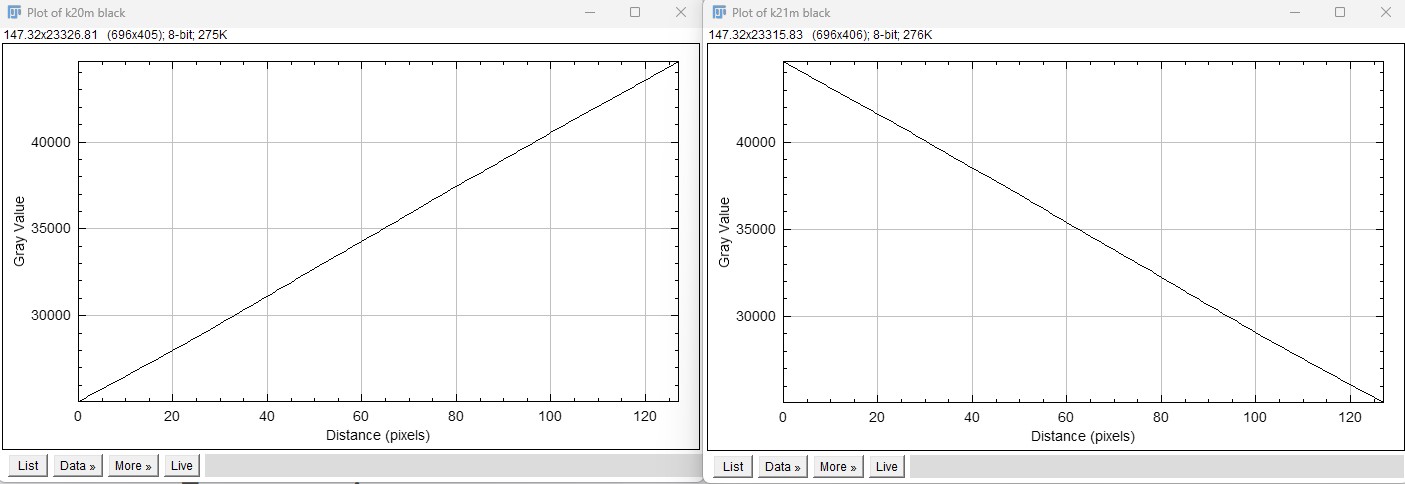 Plot of k20m black
147.32x23326.81 (696x405); 8-bit; 275K
40000
35000
30000
Gray Value
0 20 40 60 80 100 120
Distance (pixels)
List Data » More » Live
Plot of k21m black
147.32x23315.83 (696x406); 8-bit; 276K
40000
35000
30000
Gray Value
0 20 40 60 80 100 120
Distance (pixels)
List Data » More » Live